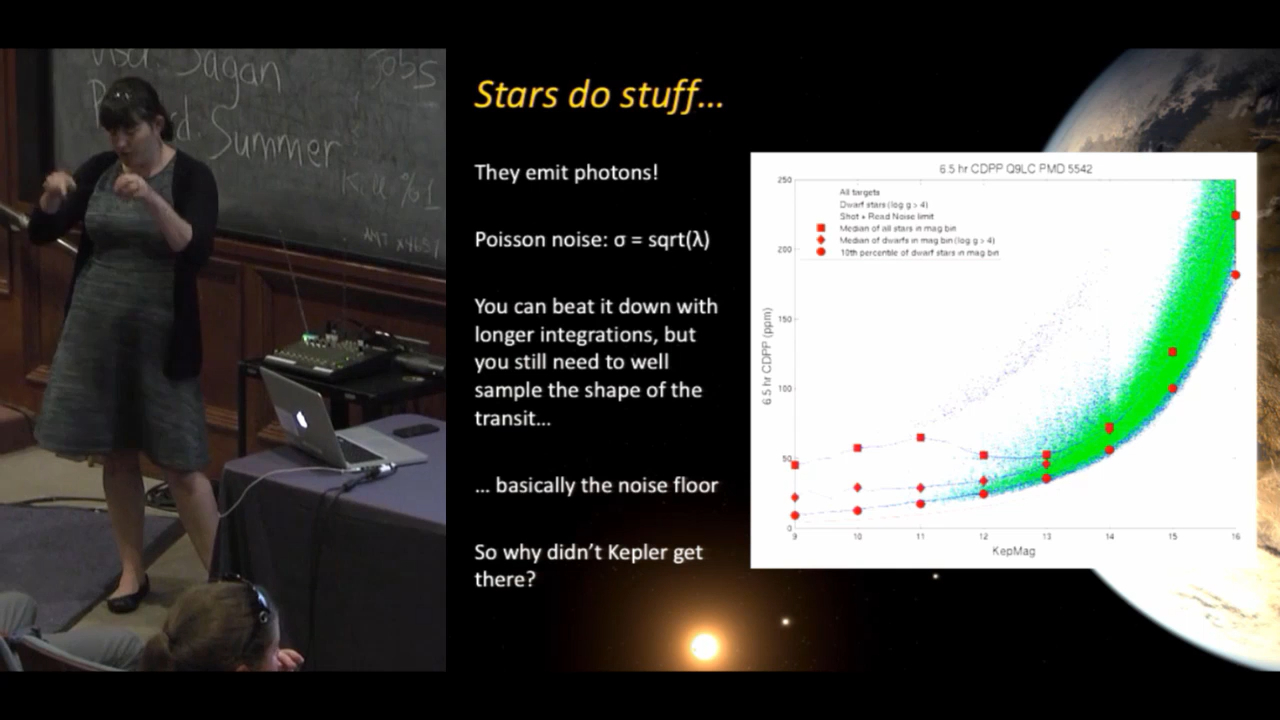 Visit. Sagan
Jobs
Summer
Stars do stuff...
They emit photons!
Poisson noise: σ = sqrt(λ)
You can beat it down with
longer integrations, but
you still need to well
sample the shape of the
transit...
... basically the noise floor
So why didn't Kepler get
there?
6.5 hr CDPP Q9LC PMD 5542
All targets
Dwarf stars (log g > 4)
Shot + Read Noise limit
Median of all stars in mag bin
Median of dwarfs in mag bin (log g > 4)
10th percentile of dwarf stars in mag bin
6.5 hr CDPP (ppm)
250
200
150
100
50
0
9 10 11 12 13 14 15 16
KepMag